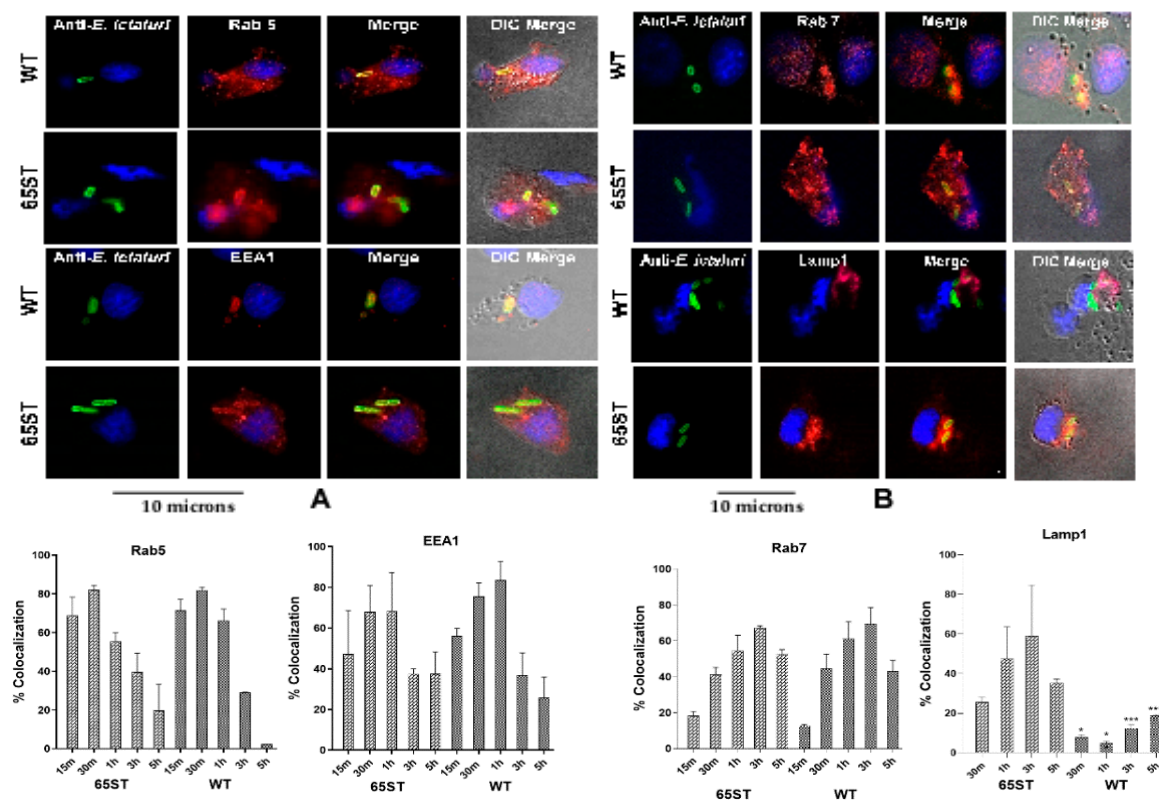 Anti-E. ictaluri Rab 5 Merge DIC Merge
WT
65ST
Anti-E. ictaluri EEA1 Merge DIC Merge
WT
65ST
10 microns A
Anti-E. ictaluri Rab 7 Merge DIC Merge
WT
65ST
Anti-E. ictaluri Lamp1 Merge DIC Merge
WT
65ST
10 microns B
Rab5
% Colocalization
100
80
60
40
20
0
15m 30m 1h 3h 5h 15m 30m 1h 3h 5h
65ST WT
EEA1
% Colocalization
100
80
60
40
20
0
15m 30m 1h 3h 5h 15m 30m 1h 3h 5h
65ST WT
Rab7
% Colocalization
100
80
60
40
20
0
15m 30m 1h 3h 5h 15m 30m 1h 3h 5h
65ST WT
Lamp1
% Colocalization
100
80
60
40
20
0
* * *** **
30m 1h 3h 5h 30m 1h 3h 5h
65ST WT